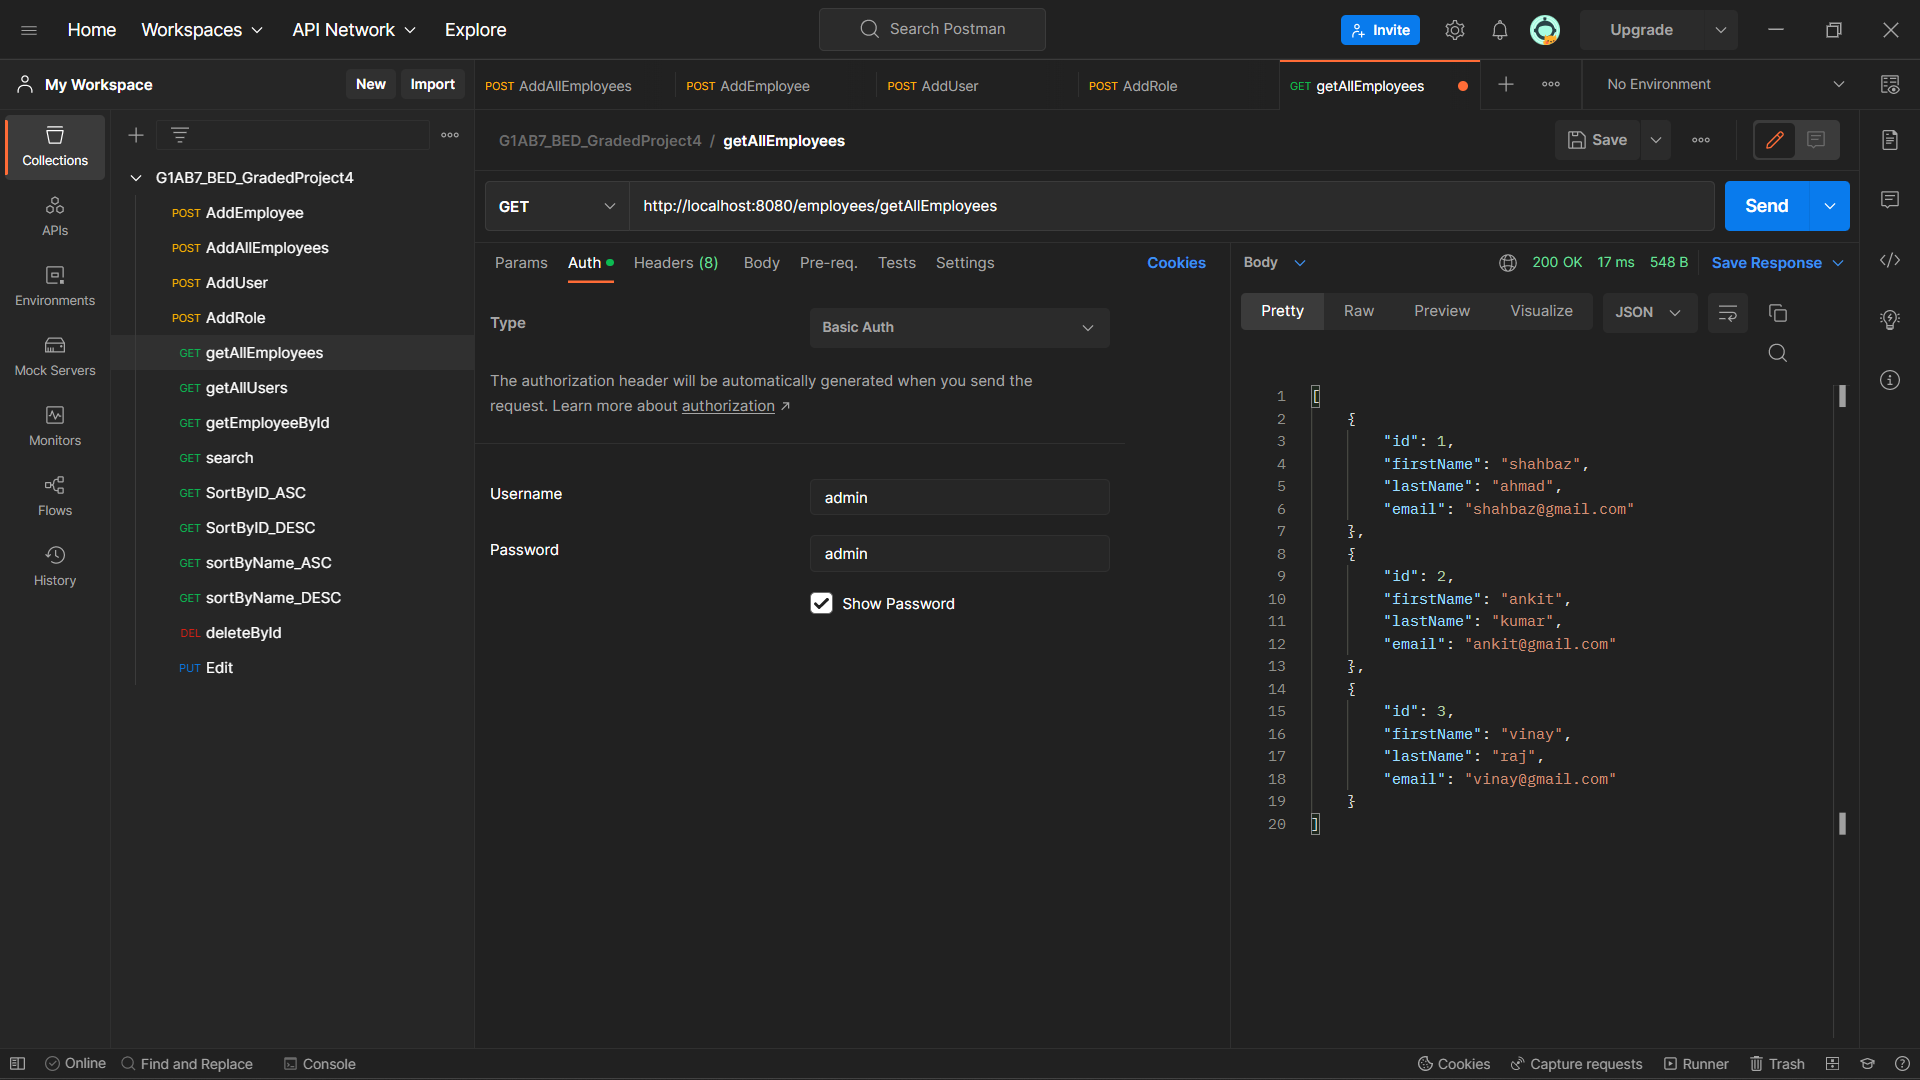 Home Workspaces API Network Explore Search Postman Invite Upgrade
My Workspace New Import POST AddAllEmployees POST AddEmployee POST AddUser POST AddRole GET getAllEmployees No Environment
G1AB7_BED_GradedProject4 / getAllEmployees Save
Collections
APIs
Environments
Mock Servers
Monitors
Flows
History
G1AB7_BED_GradedProject4
POST AddEmployee
POST AddAllEmployees
POST AddUser
POST AddRole
GET getAllEmployees
GET getAllUsers
GET getEmployeeById
GET search
GET SortByID_ASC
GET SortByID_DESC
GET sortByName_ASC
GET sortByName_DESC
DEL deleteById
PUT Edit
GET http://localhost:8080/employees/getAllEmployees Send
Params Auth Headers (8) Body Pre-req. Tests Settings Cookies
Type Basic Auth
The authorization header will be automatically generated when you send the
request. Learn more about authorization ↗
Username admin
Password admin
Show Password
Body 200 OK 17 ms 548 B Save Response
Pretty Raw Preview Visualize JSON
1 [
2 {
3 "id": 1,
4 "firstName": "shahbaz",
5 "lastName": "ahmad",
6 "email": "shahbaz@gmail.com"
7 },
8 {
9 "id": 2,
10 "firstName": "ankit",
11 "lastName": "kumar",
12 "email": "ankit@gmail.com"
13 },
14 {
15 "id": 3,
16 "firstName": "vinay",
17 "lastName": "raj",
18 "email": "vinay@gmail.com"
19 }
20 ]
Online Find and Replace Console Cookies Capture requests Runner Trash